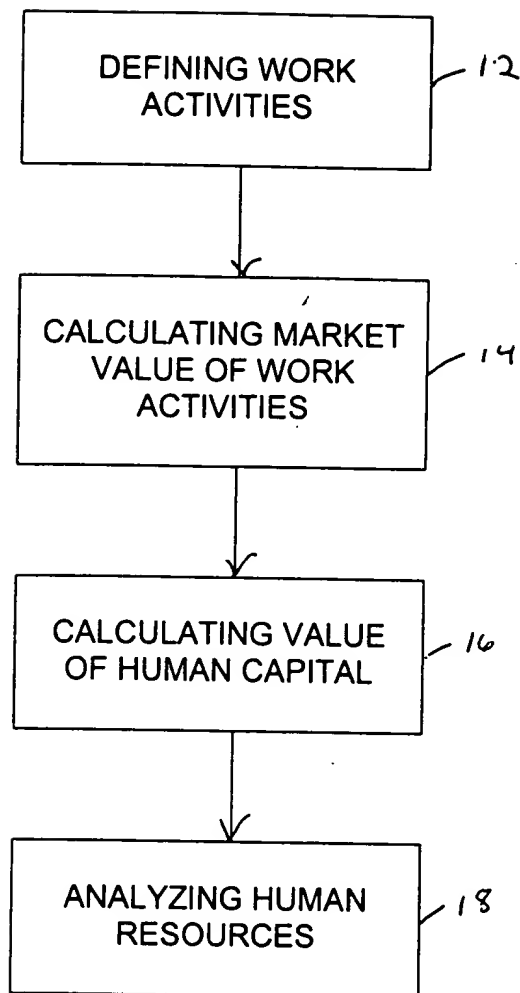 DEFINING WORK
ACTIVITIES
12
CALCULATING MARKET
VALUE OF WORK
ACTIVITIES
14
CALCULATING VALUE
OF HUMAN CAPITAL
16
ANALYZING HUMAN
RESOURCES
18